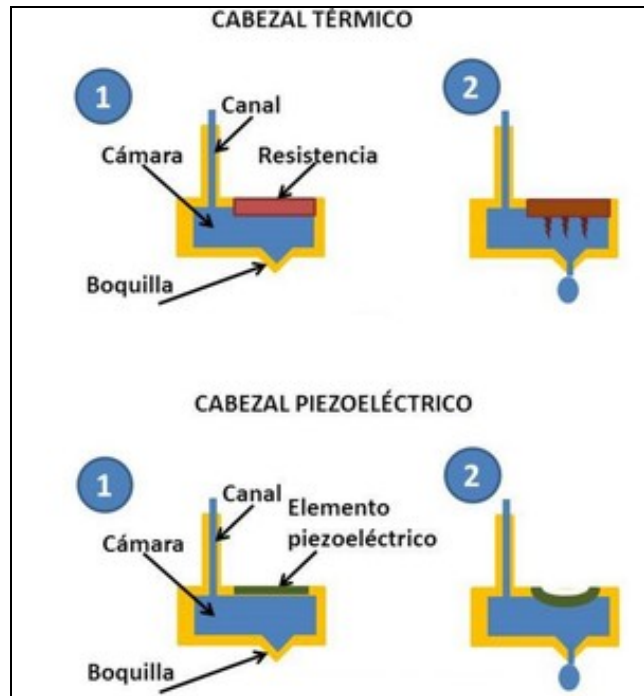 CABEZAL TÉRMICO
1
2
Canal
Cámara
Resistencia
Boquilla
CABEZAL PIEZOELÉCTRICO
1
2
Canal
Elemento
piezoeléctrico
Cámara
Boquilla